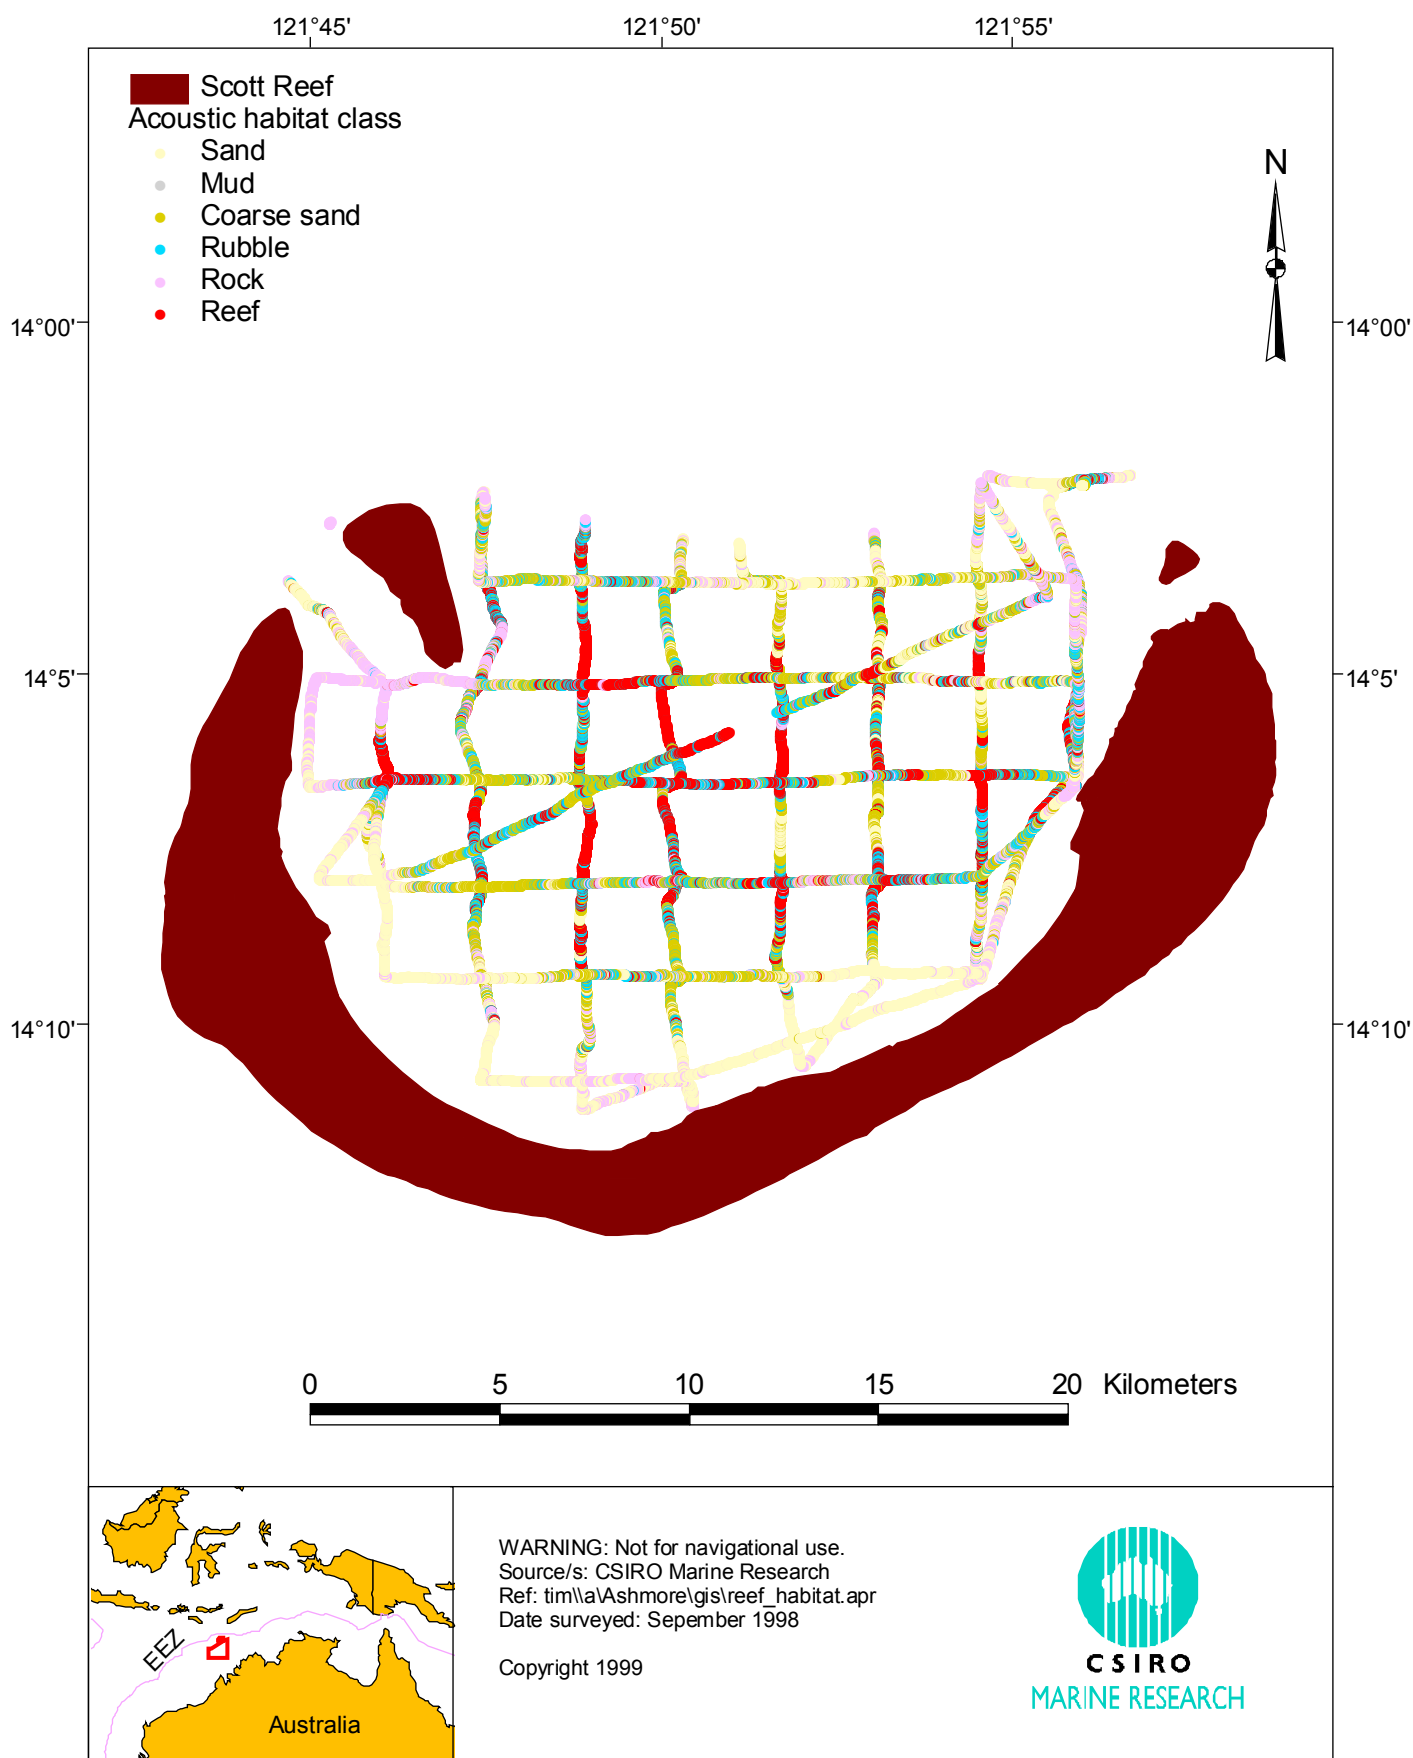 121°45' 121°50' 121°55'
Scott Reef
Acoustic habitat class
Sand
Mud
Coarse sand
Rubble
Rock
Reef
N
14°00' 14°00'
14°5' 14°5'
14°10' 14°10'
0 5 10 15 20 Kilometers
EEZ
Australia
WARNING: Not for navigational use.
Source/s: CSIRO Marine Research
Ref: tim\\a\Ashmore\gis\reef_habitat.apr
Date surveyed: Sepember 1998
Copyright 1999
CSIRO
MARINE RESEARCH